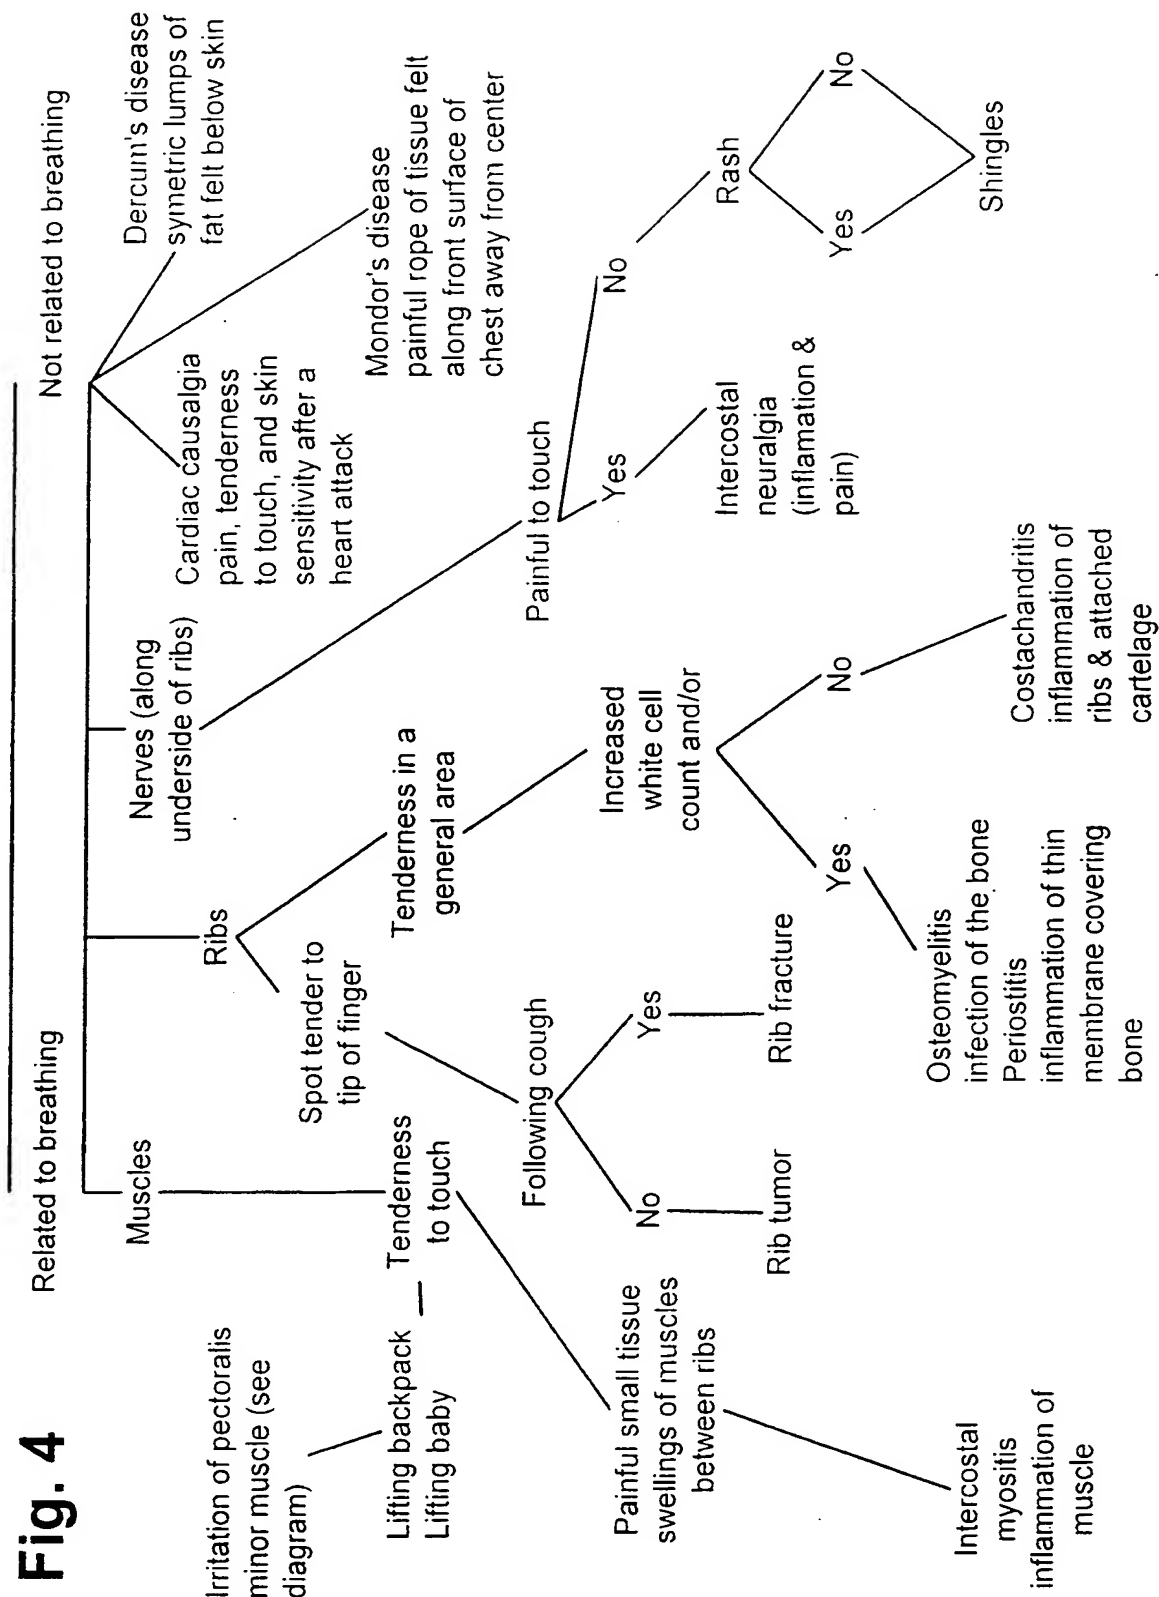 Fig. 4
Related to breathing
Not related to breathing
Muscles
Ribs
Nerves (along
underside of ribs)
Cardiac causalgia
pain, tenderness
to touch, and skin
sensitivity after a
heart attack
Dercum's disease
symetric lumps of
fat felt below skin
Mondor's disease
painful rope of tissue felt
along front surface of
chest away from center
Irritation of pectoralis
minor muscle (see
diagram)
Lifting backpack
Lifting baby
Tenderness
to touch
Spot tender to
tip of finger
Tenderness in a
general area
Painful to touch
Following cough
Increased
white cell
count and/or
Yes
No
Painful small tissue
swellings of muscles
between ribs
No
Yes
Rib tumor
Rib fracture
Yes
No
Intercostal
neuralgia
(inflamation &
pain)
Rash
Yes
No
Shingles
Intercostal
myositis
inflammation of
muscle
Osteomyelitis
infection of the bone
Periostitis
inflammation of thin
membrane covering
bone
Costachandritis
inflammation of
ribs & attached
cartelage